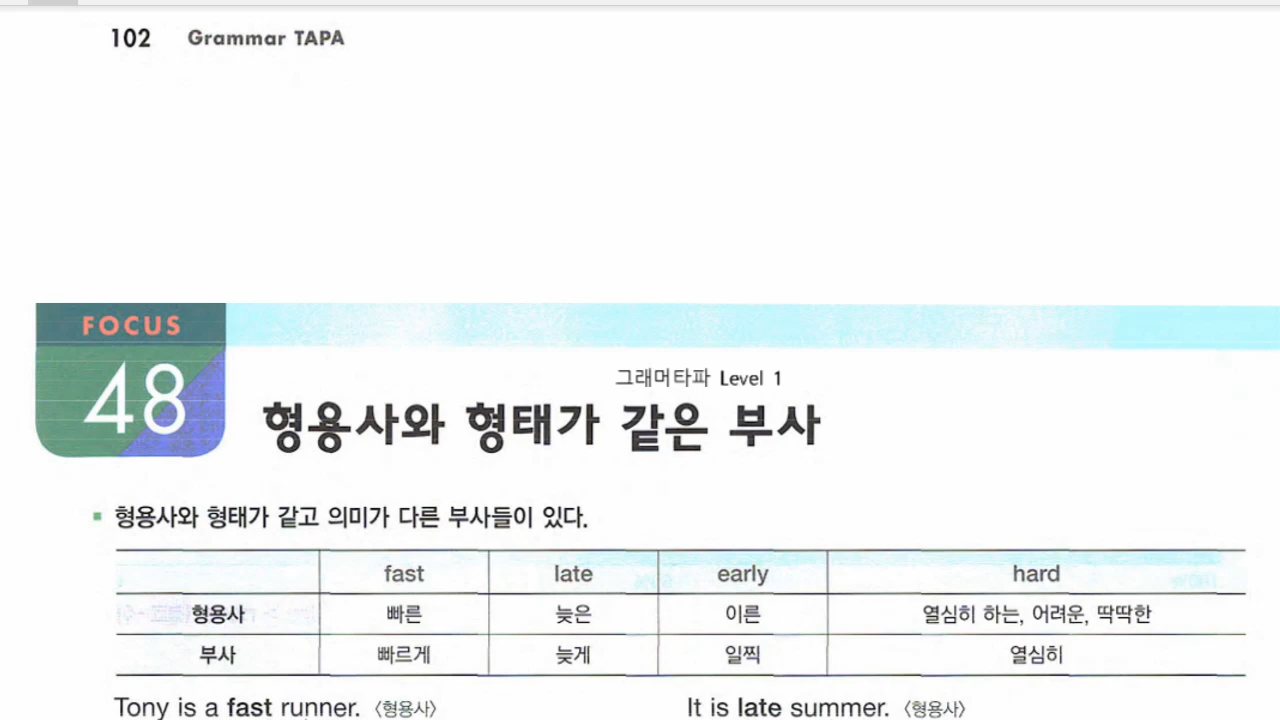 102 Grammar TAPA
FOCUS
48
그래머타파 Level 1
형용사와 형태가 같은 부사
형용사와 형태가 같고 의미가 다른 부사들이 있다.
fast late early hard
형용사 빠른 늦은 이른 열심히 하는, 어려운, 딱딱한
부사 빠르게 늦게 일찍 열심히
Tony is a fast runner. 〈형용사〉 It is late summer. 〈형용사〉